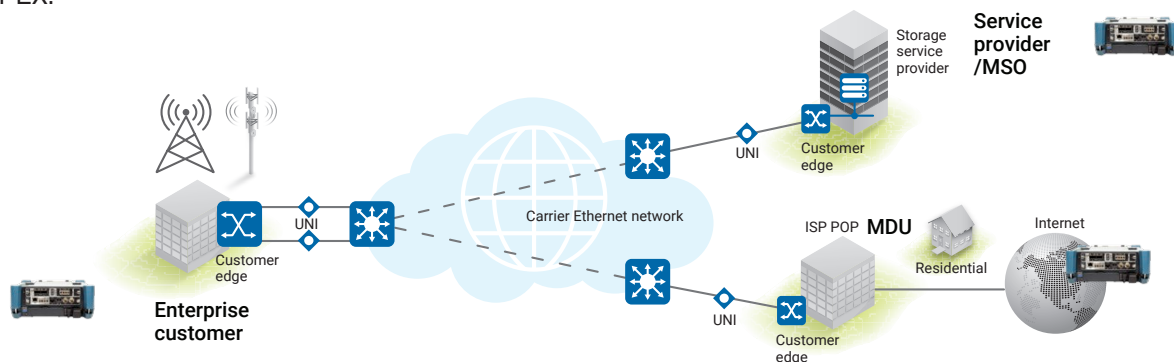 Storage
service
provider
Service
provider
/MSO
UNI
Customer
edge
UNI
Customer
edge
Enterprise
customer
Carrier Ethernet network
ISP POP
MDU
Residential
Internet
UNI
Customer
edge